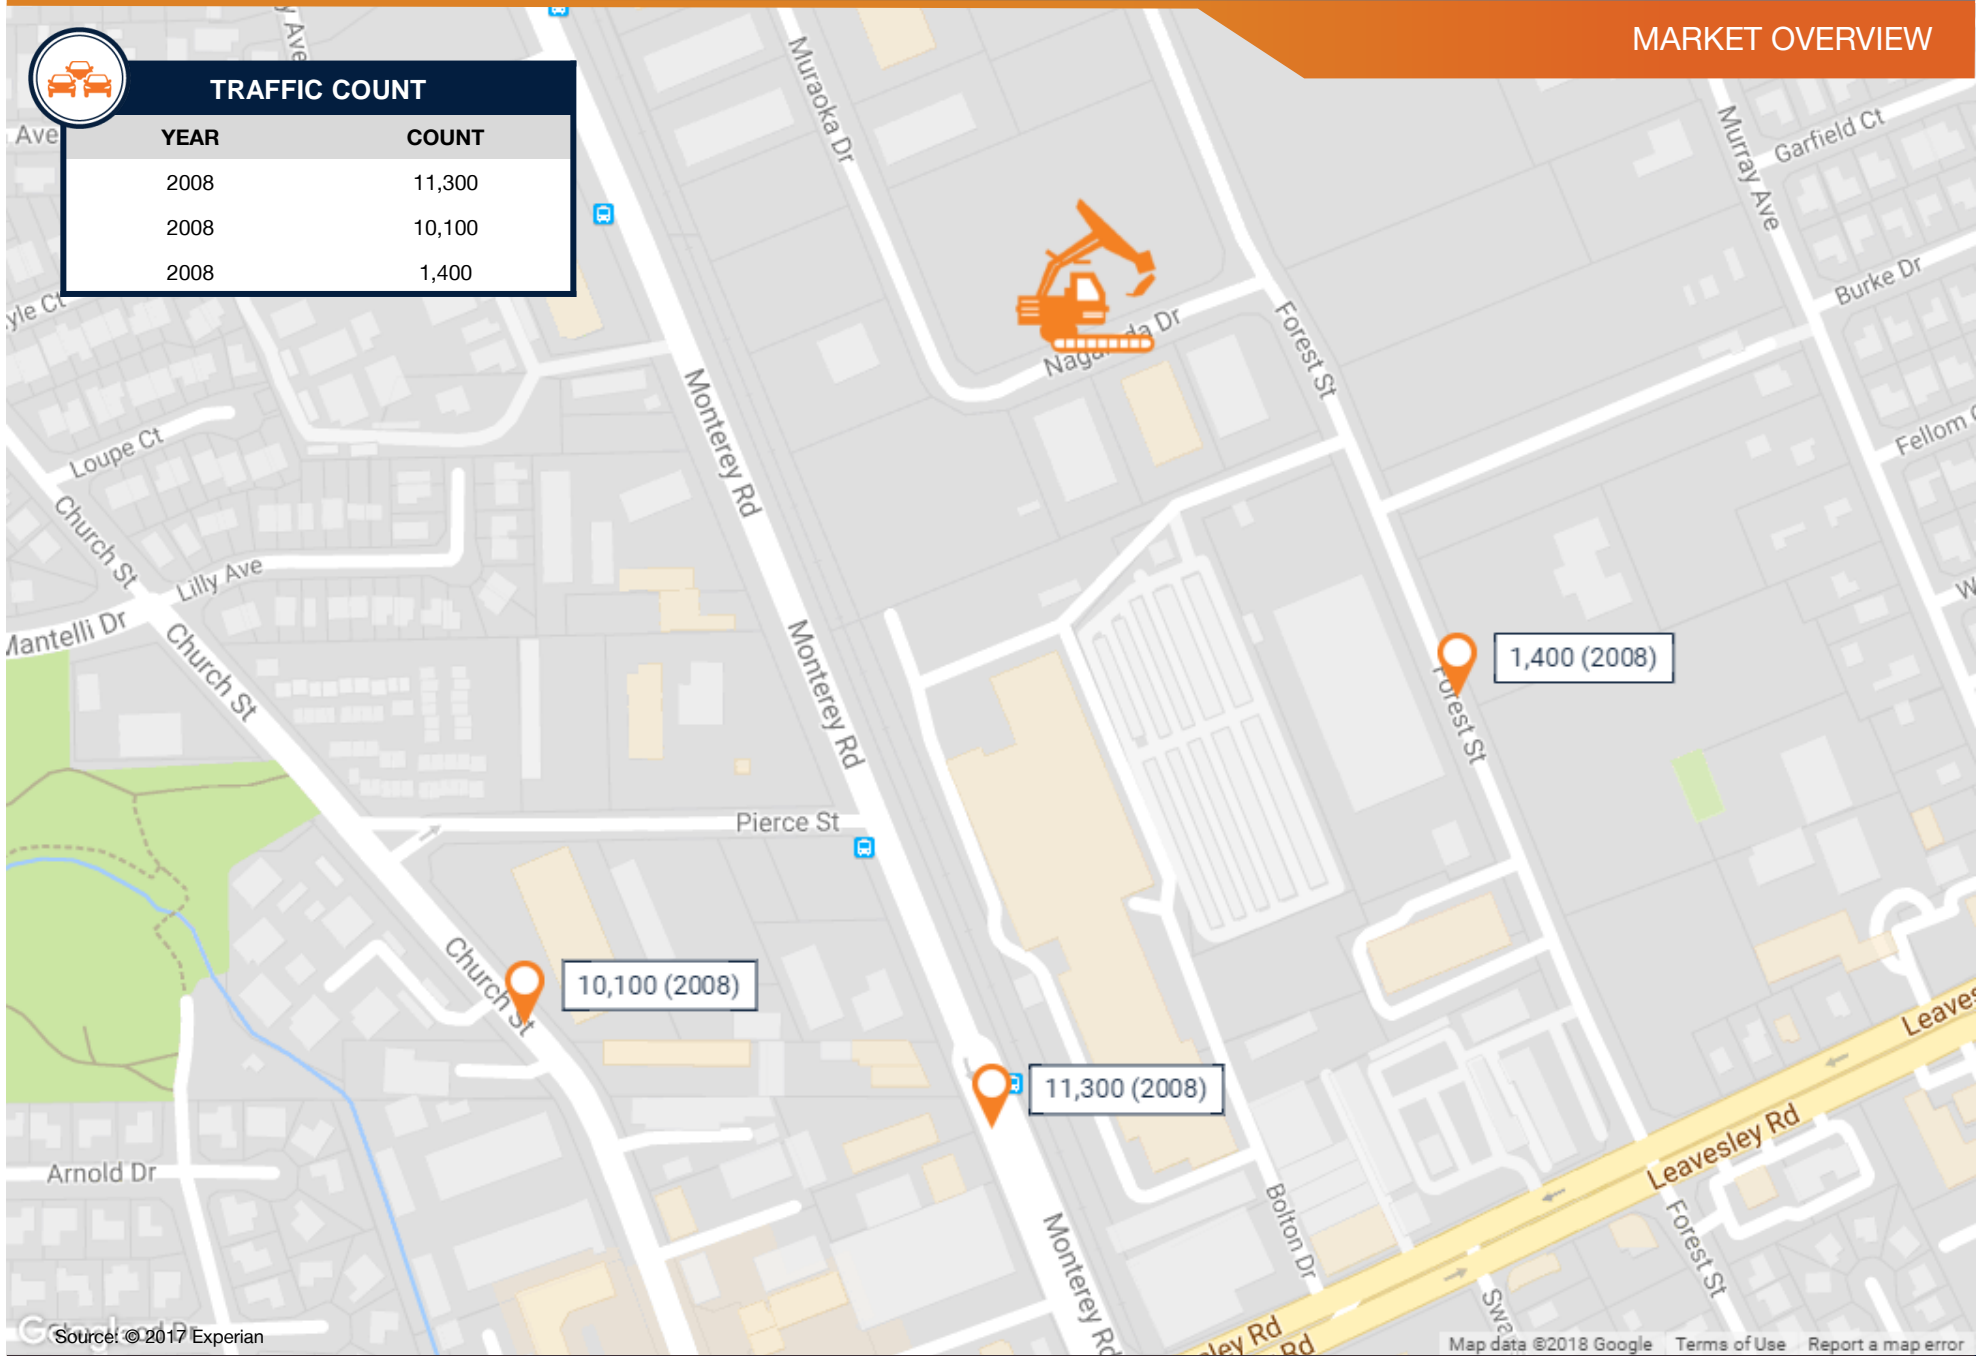 MARKET OVERVIEW
TRAFFIC COUNT
YEAR COUNT
2008 11,300
2008 10,100
2008 1,400
Ave
Ave
Muraoka Dr
Murray Ave
Garfield Ct
Burke Dr
Forest St
Monterey Rd
Loupe Ct
Fellom
Church St
Lilly Ave
Mantelli Dr
Church St
Monterey Rd
1,400 (2008)
Forest St
Pierce St
Church St
10,100 (2008)
11,300 (2008)
Leavesley Rd
Arnold Dr
Bolton Dr
Monterey Rd
Forest St
Source: © 2017 Experian
Map data ©2018 Google Terms of Use Report a map error